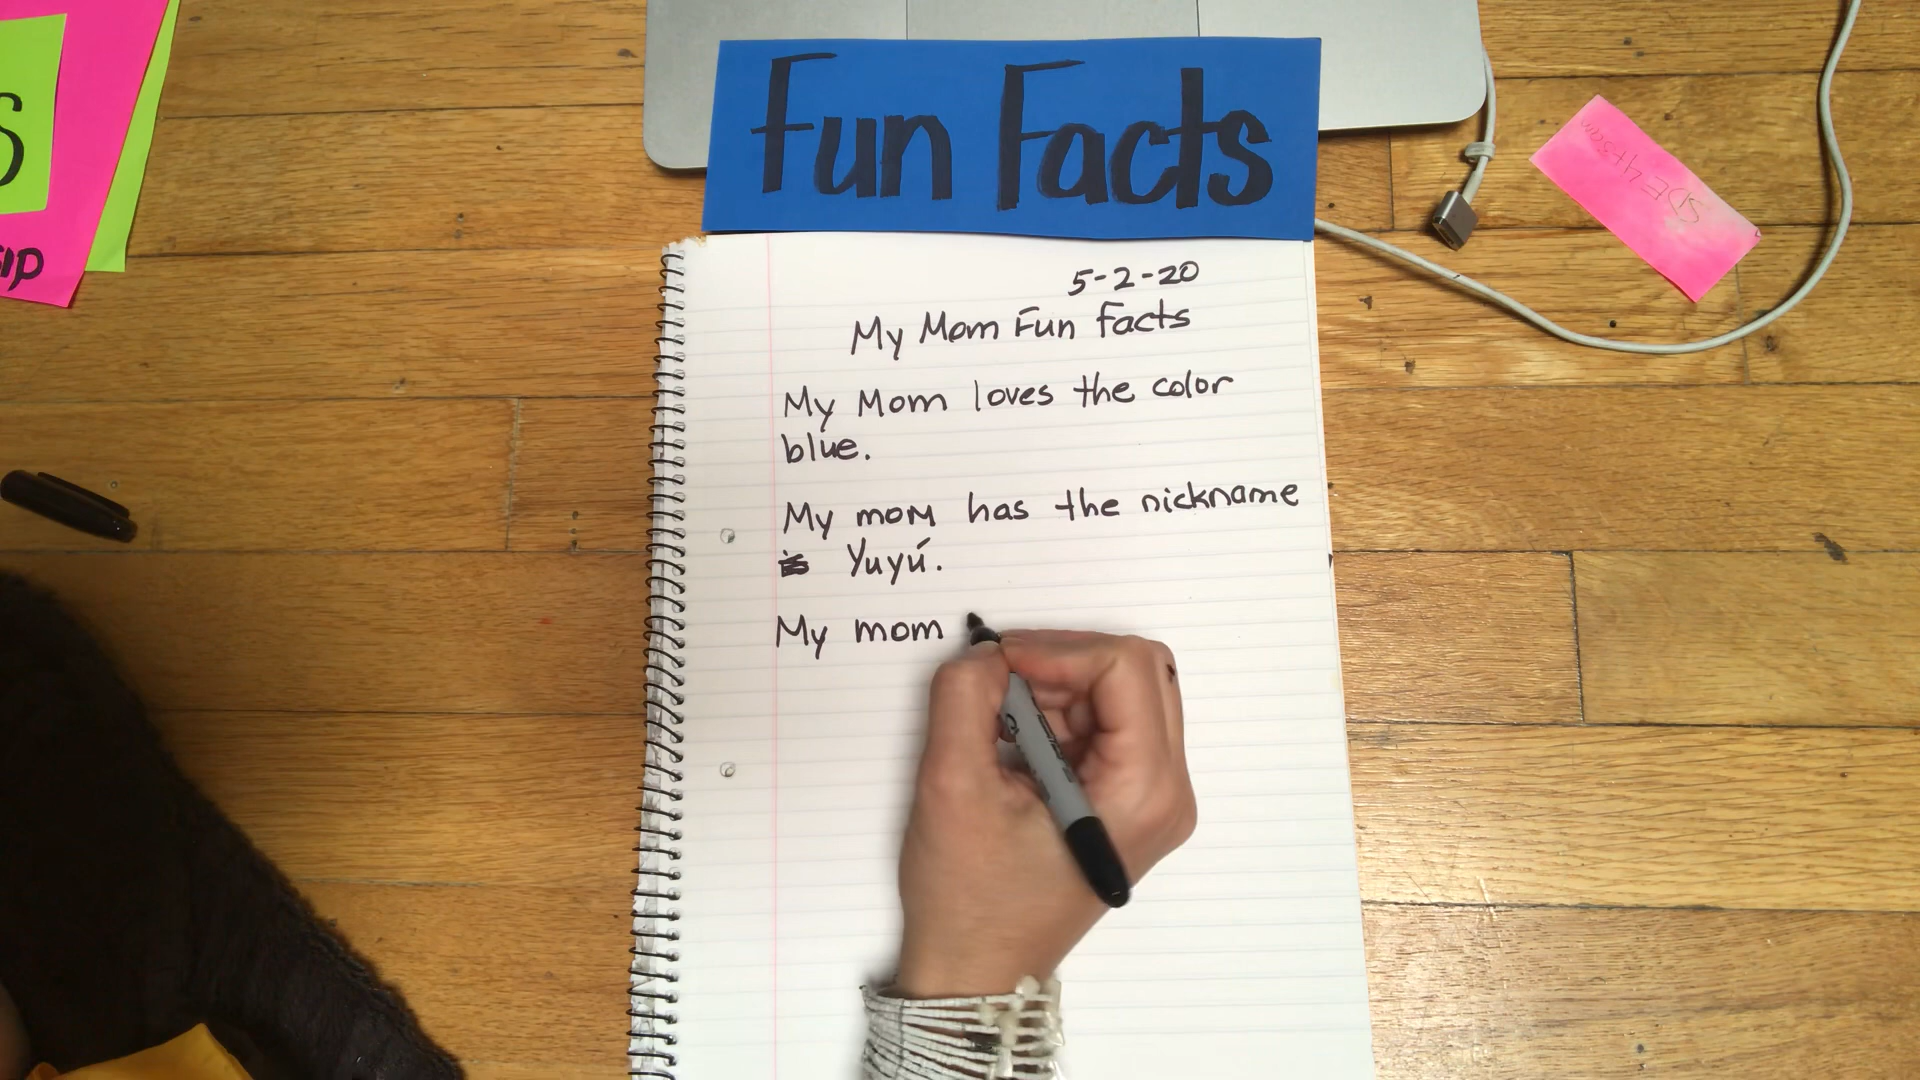 S
ip
Fun Facts
5-2-20
My Mom Fun Facts
My Mom loves the color
blue.
My mom has the nickname
Yuyú.
My mom